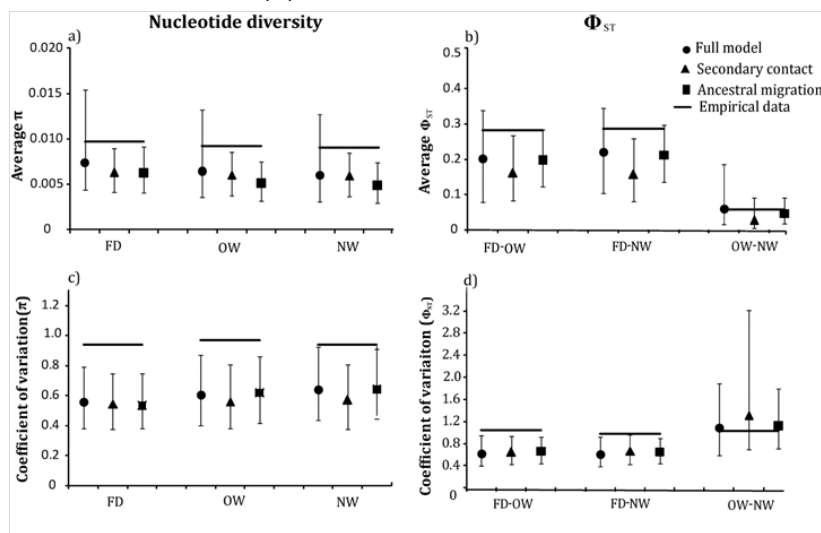 Nucleotide diversity
Φ ST
a)
0.020
0.015
0.010
0.005
0
Average π
FD OW NW
b)
0.5
0.4
0.3
0.2
0.1
0.0
Average Φ ST
FD-OW FD-NW OW-NW
Full model
Secondary contact
Ancestral migration
Empirical data
c)
1.2
1.0
0.8
0.6
0.4
0.2
0
Coefficient of variation(π)
FD OW NW
d)
3.2
2.8
2.4
2.0
1.6
1.2
0.8
0.4
0
Coefficient of variaiton (Φ ST)
FD-OW FD-NW OW-NW